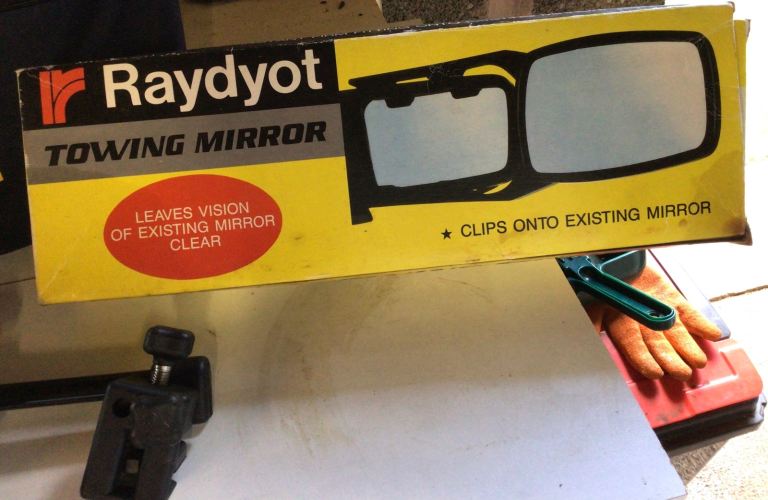 Raydyot
TOWING MIRROR
LEAVES VISION
OF EXISTING MIRROR
CLEAR
★ CLIPS ONTO EXISTING MIRROR